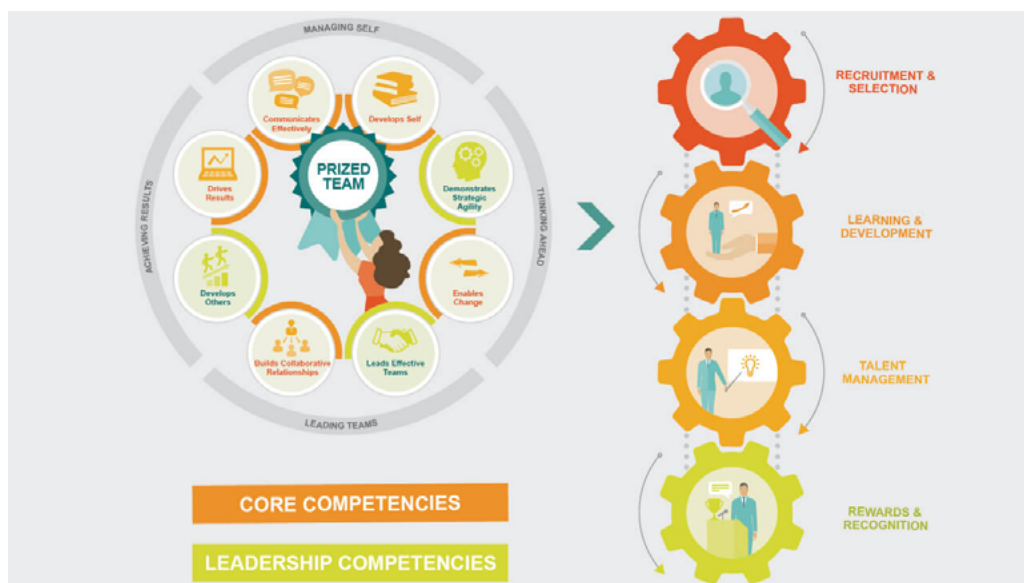 MANAGING SELF
Communicates
Effectively
Develops Self
PRIZED
TEAM
Drives
Results
Demonstrates
Strategic
Agility
ACHIEVING RESULTS
THINKING AHEAD
Develops
Others
Enables
Change
Builds Collaborative
Relationships
Leads Effective
Teams
LEADING TEAMS
CORE COMPETENCIES
LEADERSHIP COMPETENCIES
RECRUITMENT &
SELECTION
LEARNING &
DEVELOPMENT
TALENT
MANAGEMENT
REWARDS &
RECOGNITION